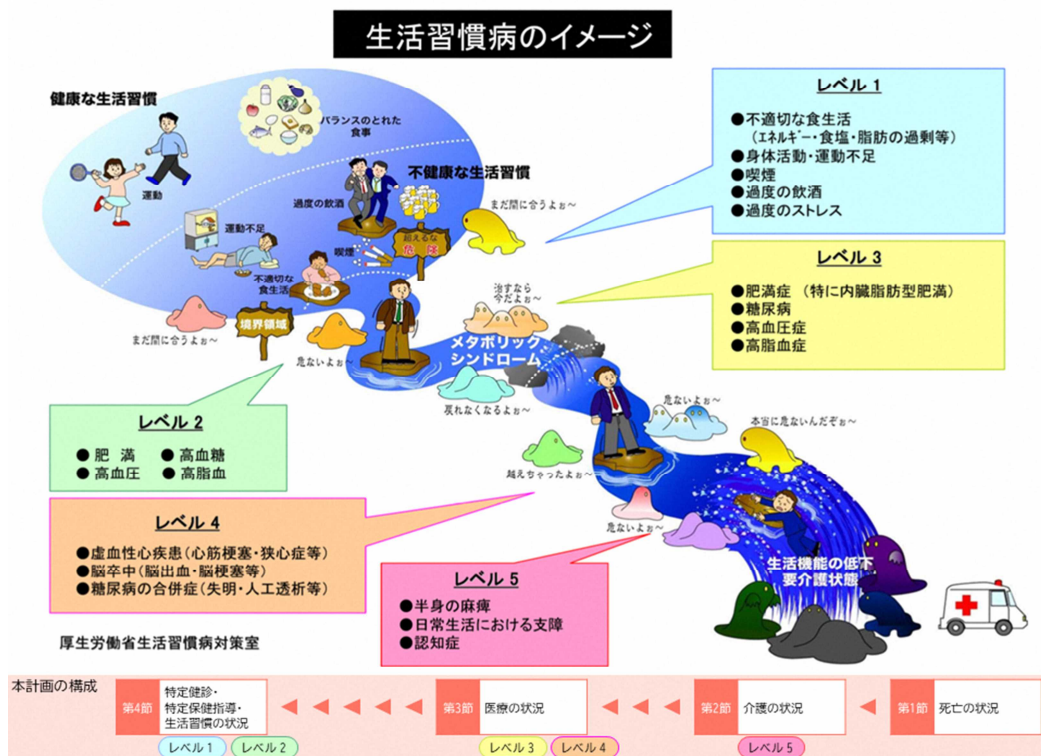 生活習慣病のイメージ
健康な生活習慣
バランスのとれた
食事
運動
不健康な生活習慣
過度の飲酒
まだ間に合うよぉ～
運動不足
喫煙
超えるな
危険
不適切な
食生活
境界領域
まだ間に合うよぉ～
危ないよぉ～
治すなら
今だよぉ～
メタボリック
シンドローム
戻れなくなるよぉ～
危ないよぉ～
本当に危ないんだぞぉ～
越えちゃったよぉ～
危ないよぉ～
生活機能の低下
要介護状態
レベル 1
●不適切な食生活
(エネルギー・食塩・脂肪の過剰等)
●身体活動・運動不足
●喫煙
●過度の飲酒
●過度のストレス
レベル 3
●肥満症 （特に内臓脂肪型肥満）
●糖尿病
●高血圧症
●高脂血症
レベル 2
● 肥 満 ● 高血糖
● 高血圧 ● 高脂血
レベル 4
●虚血性心疾患(心筋梗塞・狭心症等)
●脳卒中(脳出血・脳梗塞等)
●糖尿病の合併症(失明・人工透析等)
レベル 5
●半身の麻痺
●日常生活における支障
●認知症
厚生労働省生活習慣病対策室
本計画の構成
第4節 特定健診・
特定保健指導・
生活習慣の状況
第3節 医療の状況
第2節 介護の状況
第1節 死亡の状況
レベル 1 レベル 2 レベル 3 レベル 4 レベル 5